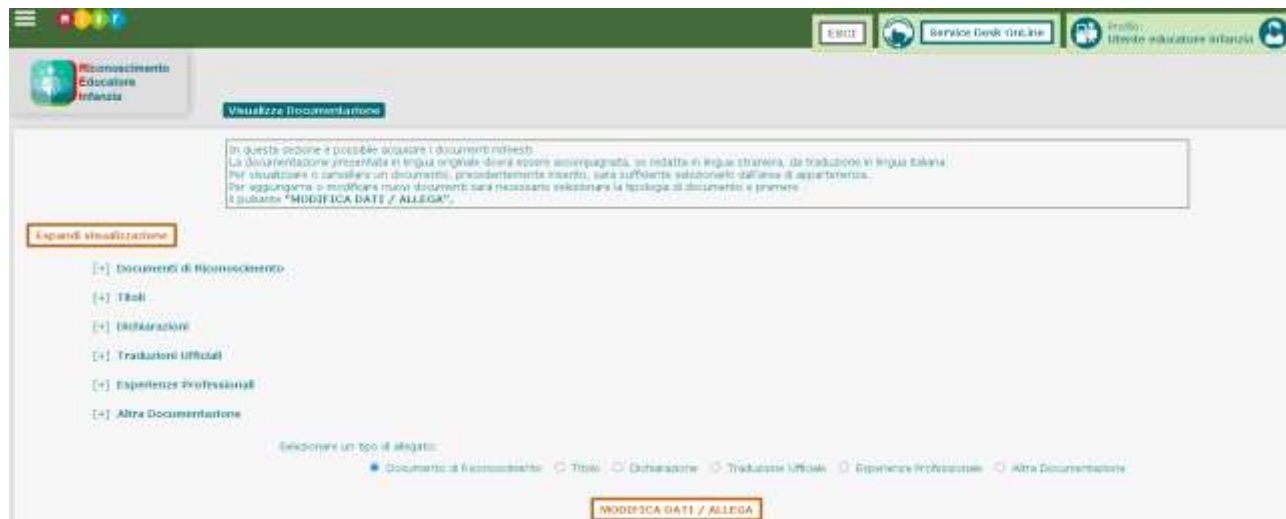 miur
ESCI
Service Desk OnLine
Profilo:
Utente educatore infanzia
Riconoscimento
Educatore
Infanzia
Visualizza Documentazione
In questa sezione è possibile acquisire i documenti richiesti.
La documentazione presentata in lingua originale dovrà essere accompagnata, se redatta in lingua straniera, da traduzione in lingua italiana.
Per visualizzare o cancellare un documento, precedentemente inserito, sarà sufficiente selezionarlo dall'area di appartenenza.
Per aggiungere o modificare nuovi documenti sarà necessario selezionare la tipologia di documento e premere
il pulsante "MODIFICA DATI / ALLEGA".
Espandi visualizzazione
[+] Documenti di Riconoscimento
[+] Titoli
[+] Dichiarazioni
[+] Traduzioni Ufficiali
[+] Esperienze Professionali
[+] Altra Documentazione
Selezionare un tipo di allegato:
Documento di Riconoscimento Titolo Dichiarazione Traduzione Ufficiale Esperienza Professionale Altra Documentazione
MODIFICA DATI / ALLEGA